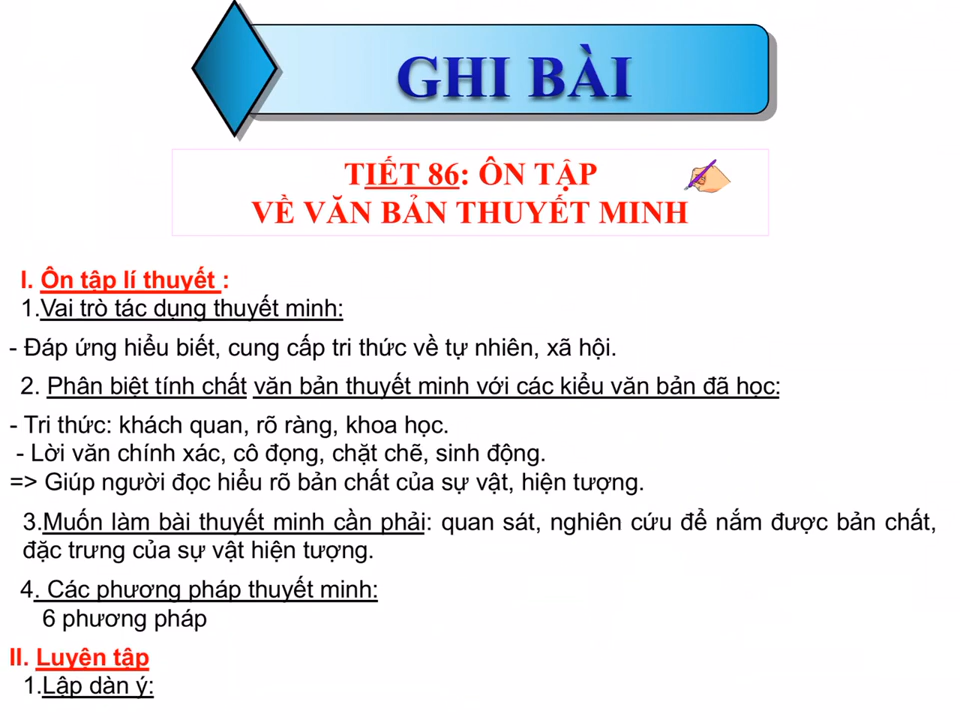 GHI BÀI
TIẾT 86: ÔN TẬP
VỀ VĂN BẢN THUYẾT MINH
I. Ôn tập lí thuyết :
1.Vai trò tác dụng thuyết minh:
- Đáp ứng hiểu biết, cung cấp tri thức về tự nhiên, xã hội.
2. Phân biệt tính chất văn bản thuyết minh với các kiểu văn bản đã học:
- Tri thức: khách quan, rõ ràng, khoa học.
- Lời văn chính xác, cô đọng, chặt chẽ, sinh động.
=> Giúp người đọc hiểu rõ bản chất của sự vật, hiện tượng.
3.Muốn làm bài thuyết minh cần phải: quan sát, nghiên cứu để nắm được bản chất,
đặc trưng của sự vật hiện tượng.
4. Các phương pháp thuyết minh:
6 phương pháp
II. Luyện tập
1.Lập dàn ý: